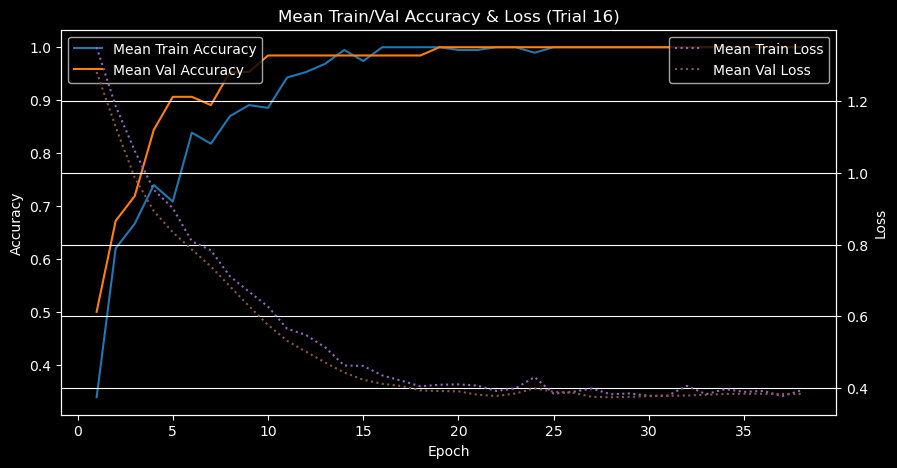 Mean Train/Val Accuracy & Loss (Trial 16)
Mean Train Accuracy
Mean Val Accuracy
Mean Train Loss
Mean Val Loss
Accuracy
1.0
0.9
0.8
0.7
0.6
0.5
0.4
Loss
1.2
1.0
0.8
0.6
0.4
0 5 10 15 20 25 30 35
Epoch